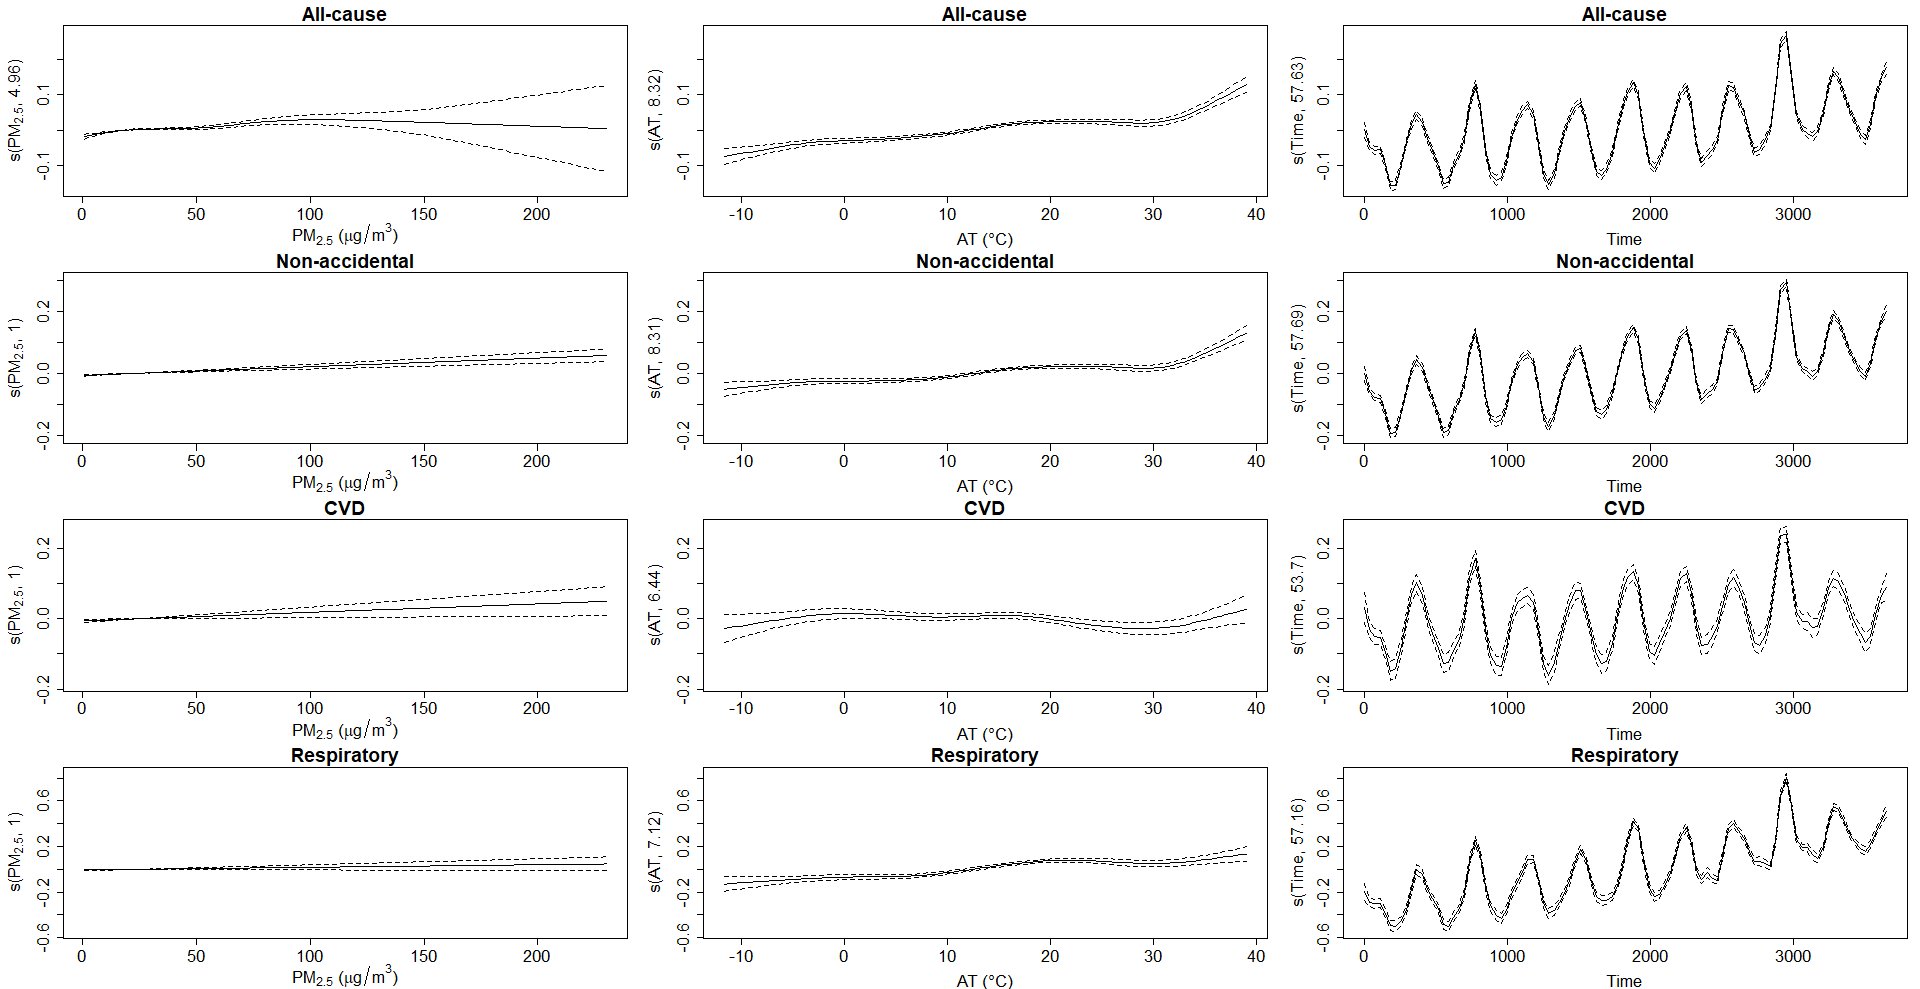 All-cause
s(PM2.5, 4.96)
0.1
-0.1
0 50 100 150 200
PM2.5 (μg/m3)
All-cause
s(AT, 8.32)
0.1
-0.1
-10 0 10 20 30 40
AT (°C)
All-cause
s(Time, 57.63)
0.1
-0.1
0 1000 2000 3000
Time
Non-accidental
s(PM2.5, 1)
0.2
0.0
-0.2
0 50 100 150 200
PM2.5 (μg/m3)
Non-accidental
s(AT, 8.31)
0.2
0.0
-0.2
-10 0 10 20 30 40
AT (°C)
Non-accidental
s(Time, 57.69)
0.2
0.0
-0.2
0 1000 2000 3000
Time
CVD
s(PM2.5, 1)
0.2
0.0
-0.2
0 50 100 150 200
PM2.5 (μg/m3)
CVD
s(AT, 6.44)
0.2
0.0
-0.2
-10 0 10 20 30 40
AT (°C)
CVD
s(Time, 53.7)
0.2
0.0
-0.2
0 1000 2000 3000
Time
Respiratory
s(PM2.5, 1)
0.6
0.2
-0.2
-0.6
0 50 100 150 200
PM2.5 (μg/m3)
Respiratory
s(AT, 7.12)
0.6
0.2
-0.2
-0.6
-10 0 10 20 30 40
AT (°C)
Respiratory
s(Time, 57.16)
0.6
0.2
-0.2
-0.6
0 1000 2000 3000
Time